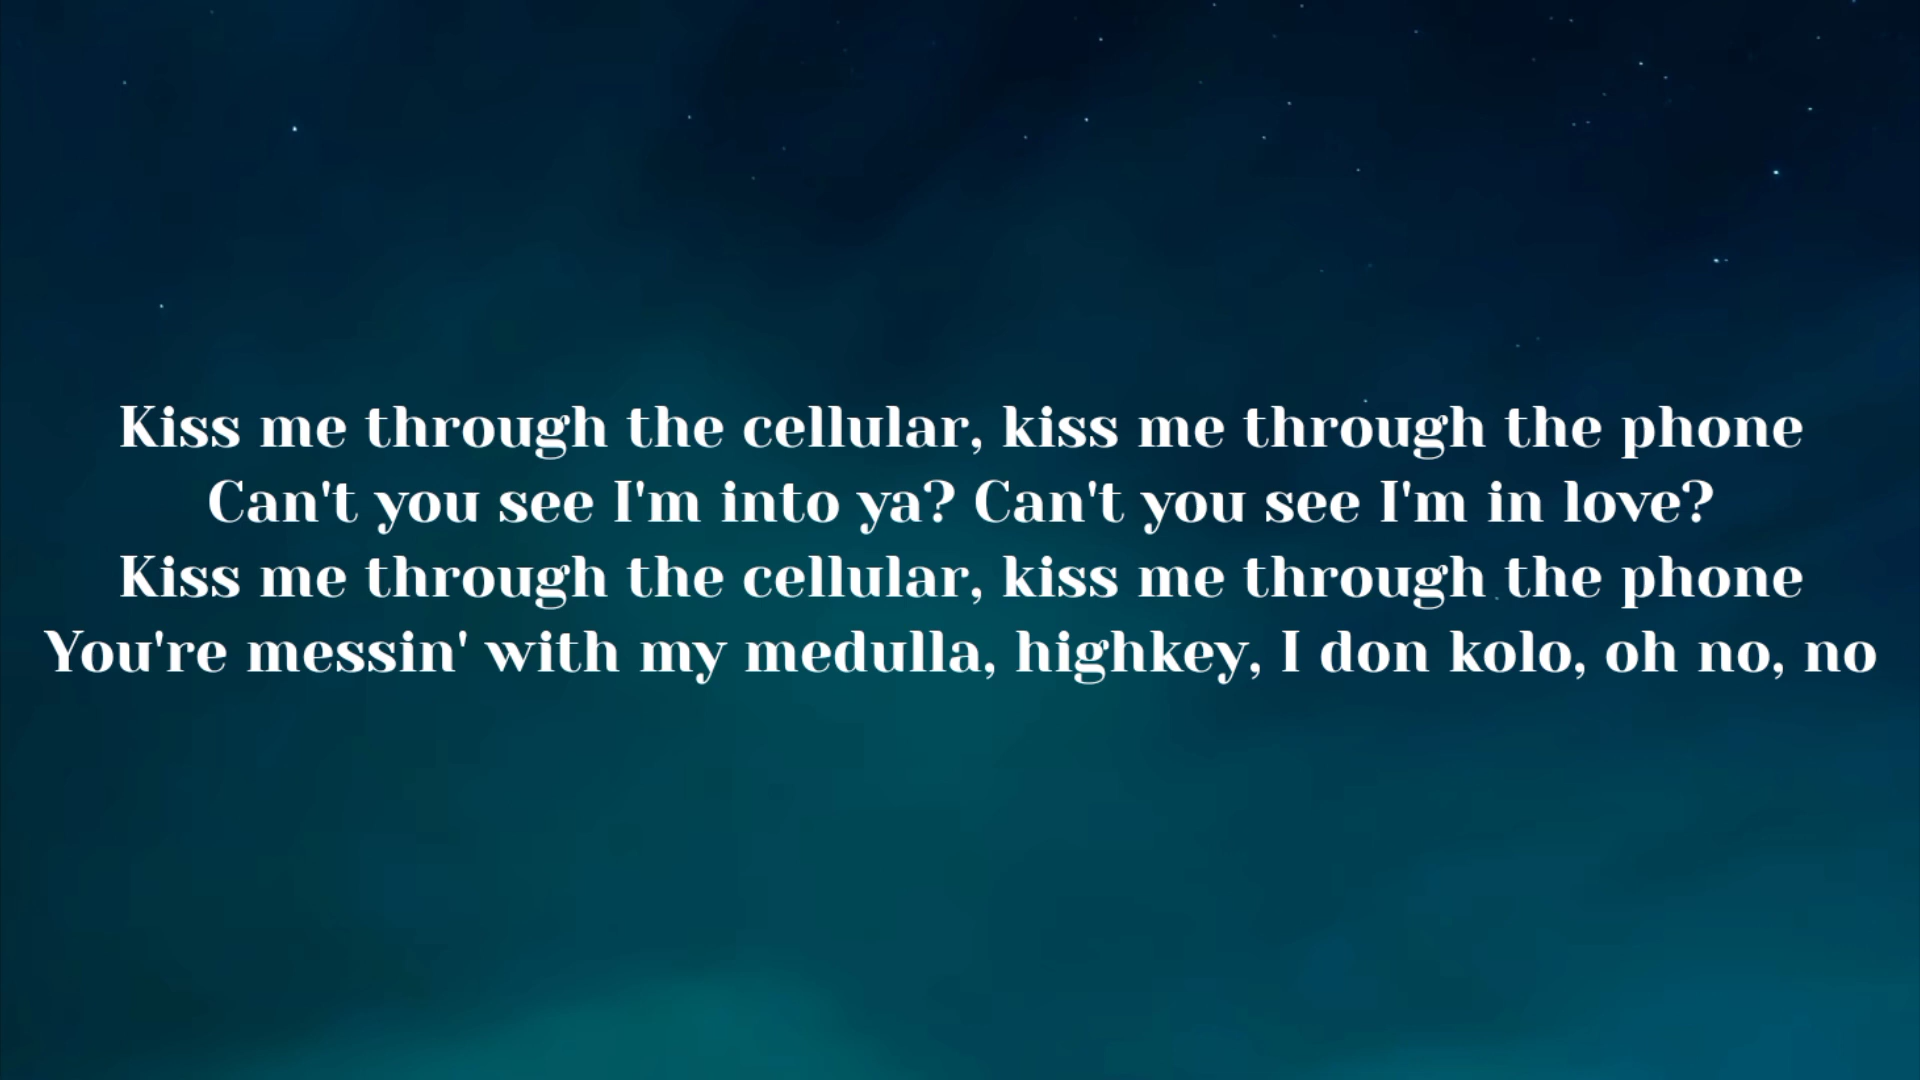 Kiss me through the cellular, kiss me through the phone
Can't you see I'm into ya? Can't you see I'm in love?
Kiss me through the cellular, kiss me through the phone
You're messin' with my medulla, highkey, I don kolo, oh no, no